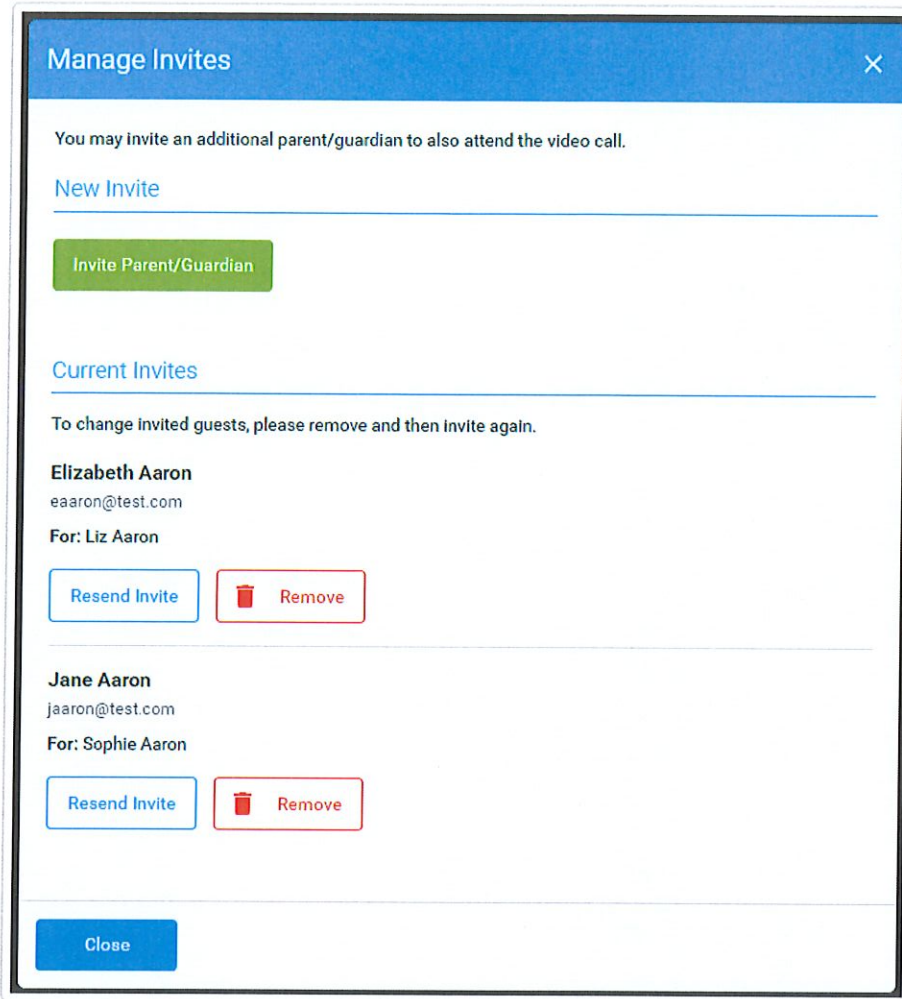 Manage Invites
You may invite an additional parent/guardian to also attend the video call.
New Invite
Invite Parent/Guardian
Current Invites
To change invited guests, please remove and then invite again.
Elizabeth Aaron
eaaron@test.com
For: Liz Aaron
Resend Invite Remove
Jane Aaron
jaaron@test.com
For: Sophie Aaron
Resend Invite Remove
Close